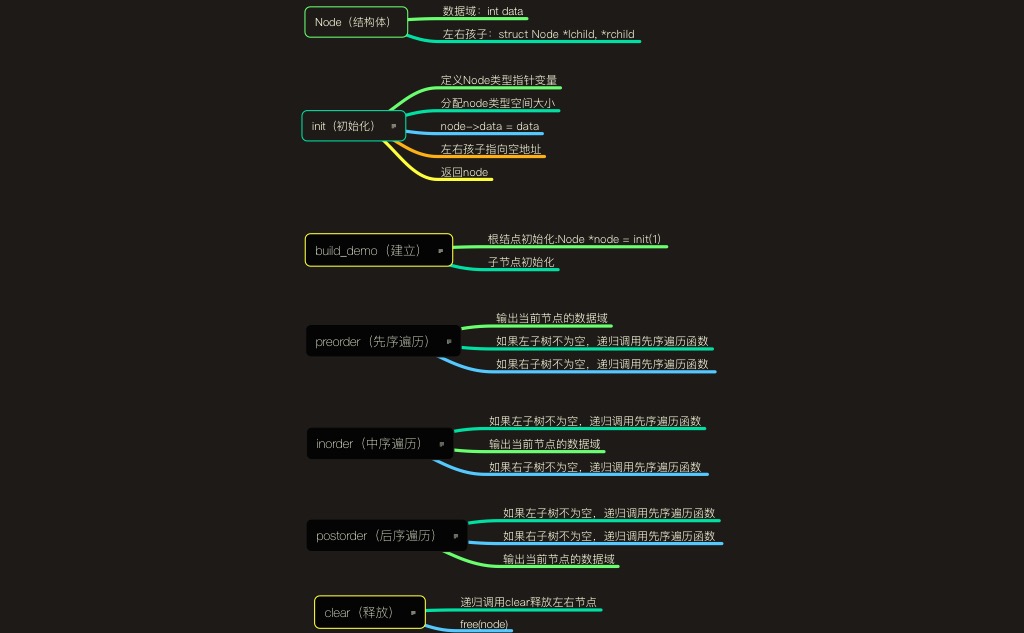 Node（结构体）
数据域：int data
左右孩子：struct Node *lchild, *rchild
init（初始化）
定义Node类型指针变量
分配node类型空间大小
node->data = data
左右孩子指向空地址
返回node
build_demo（建立）
根结点初始化:Node *node = init(1)
子节点初始化
preorder（先序遍历）
输出当前节点的数据域
如果左子树不为空，递归调用先序遍历函数
如果右子树不为空，递归调用先序遍历函数
inorder（中序遍历）
如果左子树不为空，递归调用先序遍历函数
输出当前节点的数据域
如果右子树不为空，递归调用先序遍历函数
postorder（后序遍历）
如果左子树不为空，递归调用先序遍历函数
如果右子树不为空，递归调用先序遍历函数
输出当前节点的数据域
clear（释放）
递归调用clear释放左右节点
free(node)